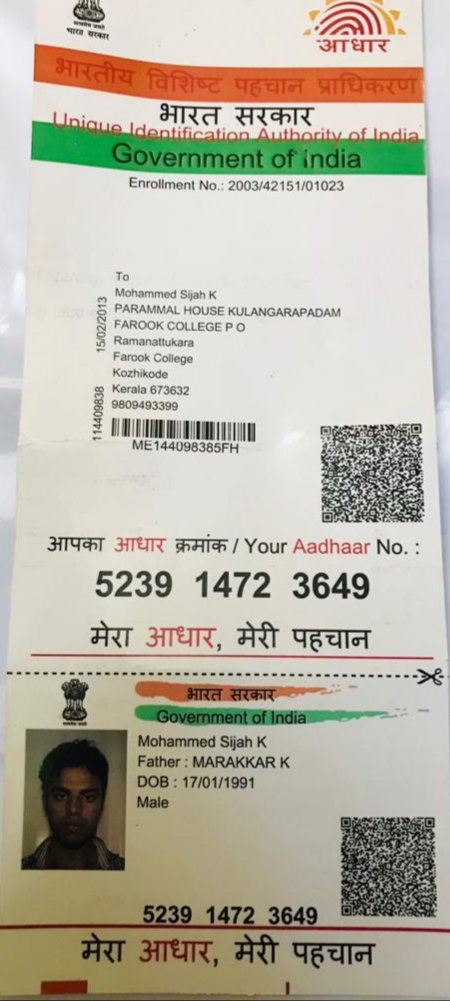 सत्यमेव जयते
भारत सरकार
आधार
भारतीय विशिष्ट पहचान प्राधिकरण
भारत सरकार
Unique Identification Authority of India
Government of India
Enrollment No.: 2003/42151/01023
To
Mohammed Sijah K
PARAMMAL HOUSE KULANGARAPADAM
FAROOK COLLEGE P O
Ramanattukara
Farook College
Kozhikode
Kerala 673632
9809493399
15/02/2013
114409838
ME144098385FH
आपका आधार क्रमांक / Your Aadhaar No. :
5239 1472 3649
मेरा आधार, मेरी पहचान
भारत सरकार
Government of India
Mohammed Sijah K
Father : MARAKKAR K
DOB : 17/01/1991
Male
5239 1472 3649
मेरा आधार, मेरी पहचान